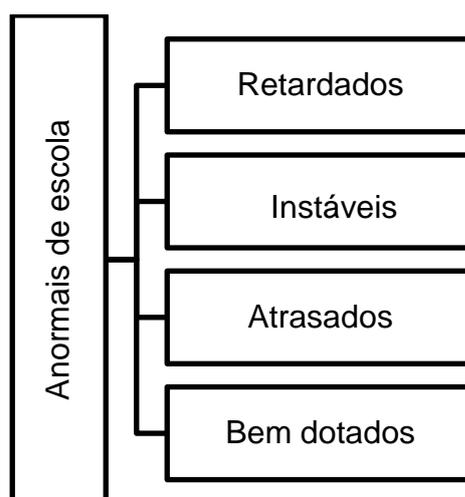 Anormais de escola
Retardados
Instáveis
Atrasados
Bem dotados